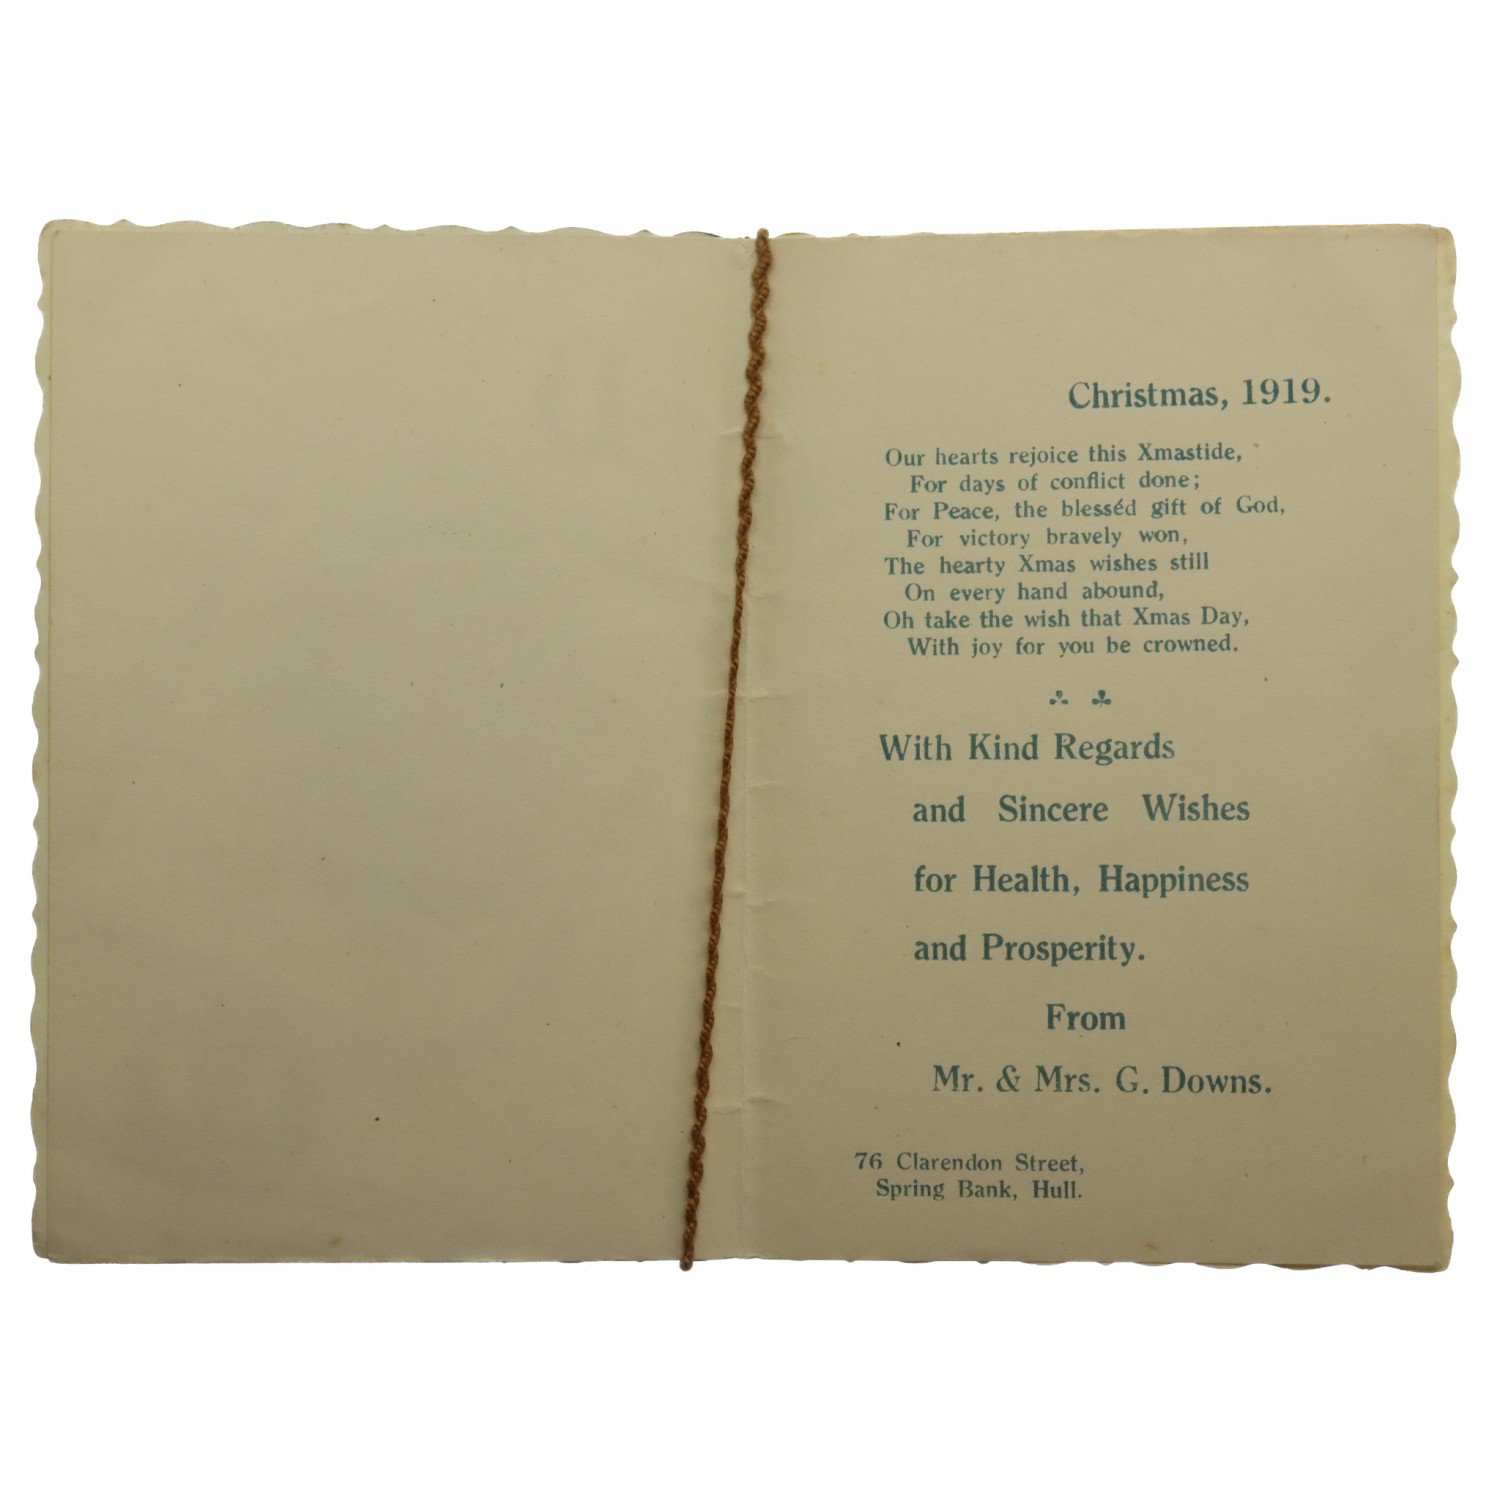 Christmas, 1919.
Our hearts rejoice this Xmastide,
For days of conflict done;
For Peace, the blesséd gift of God,
For victory bravely won,
The hearty Xmas wishes still
On every hand abound,
Oh take the wish that Xmas Day,
With joy for you be crowned.
With Kind Regards
and Sincere Wishes
for Health, Happiness
and Prosperity.
From
Mr. & Mrs. G. Downs.
76 Clarendon Street,
Spring Bank, Hull.